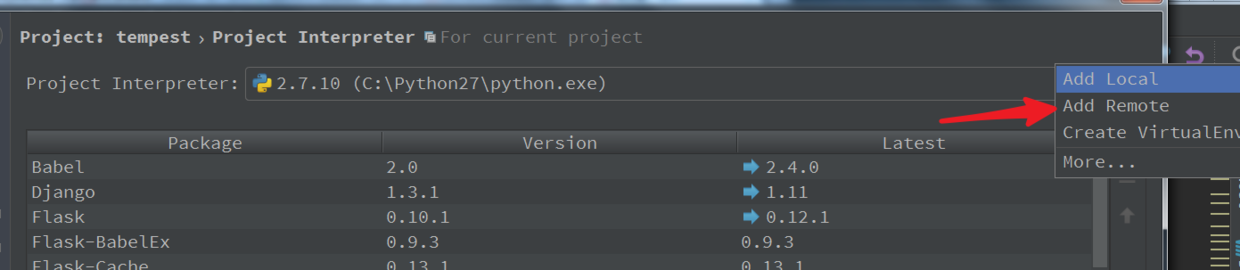 Project: tempest › Project Interpreter For current project
Project Interpreter: 2.7.10 (C:\Python27\python.exe)
Add Local
Add Remote
Create VirtualEnv
More...
Package Version Latest
Babel 2.0 2.4.0
Django 1.3.1 1.11
Flask 0.10.1 0.12.1
Flask-BabelEx 0.9.3 0.9.3
Flask-Cache 0.13.1 0.13.1